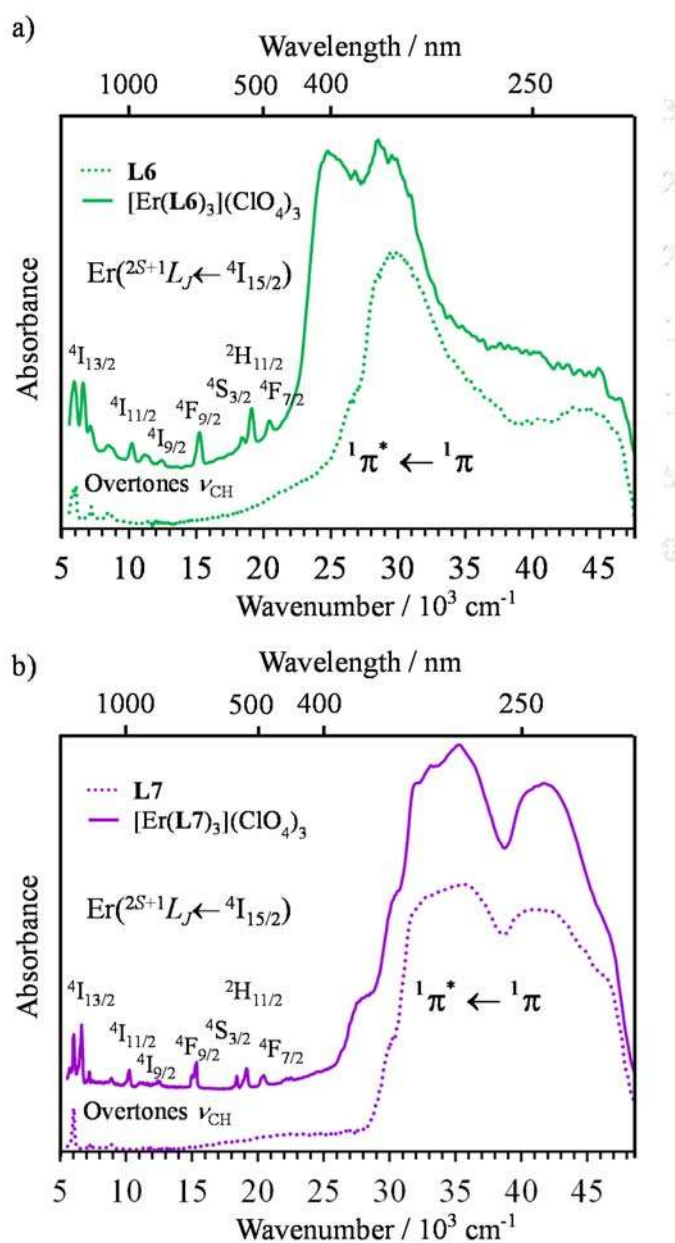 a)
Wavelength / nm
1000 500 400 250
L6
[Er(L6)₃](ClO₄)₃
Er(²ˢ⁺¹L_J ← ⁴I₁₅/₂)
Absorbance
⁴I₁₃/₂
⁴I₁₁/₂
⁴I₉/₂
⁴F₉/₂
⁴S₃/₂
²H₁₁/₂
⁴F₇/₂
¹π* ← ¹π
Overtones ν_CH
5 10 15 20 25 30 35 40 45
Wavenumber / 10³ cm⁻¹
b)
Wavelength / nm
1000 500 400 250
L7
[Er(L7)₃](ClO₄)₃
Er(²ˢ⁺¹L_J ← ⁴I₁₅/₂)
Absorbance
⁴I₁₃/₂
⁴I₁₁/₂
⁴I₉/₂
⁴F₉/₂
⁴S₃/₂
²H₁₁/₂
⁴F₇/₂
¹π* ← ¹π
Overtones ν_CH
5 10 15 20 25 30 35 40 45
Wavenumber / 10³ cm⁻¹